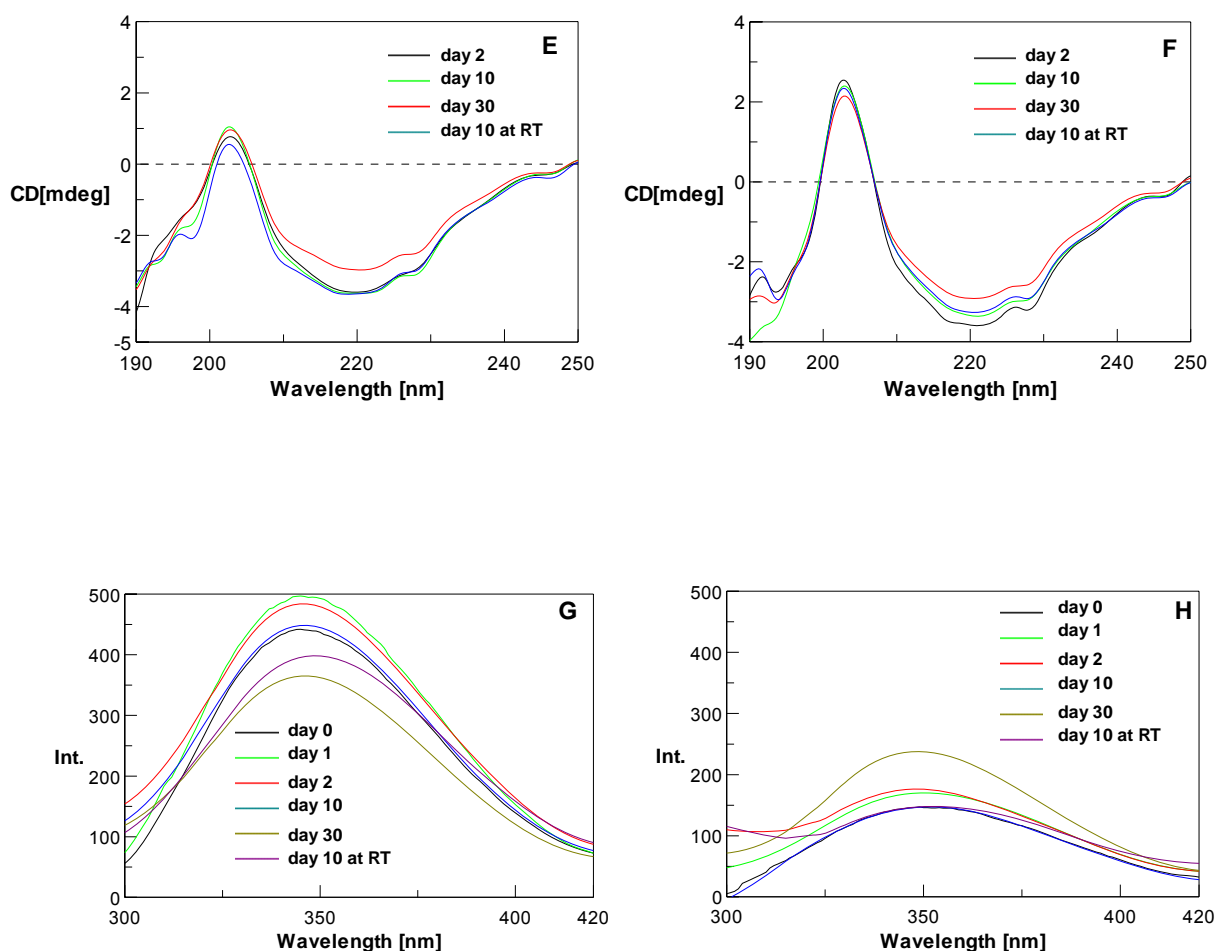 E
4
2
0
-2
-4
-5
CD[mdeg]
day 2
day 10
day 30
day 10 at RT
190
200
220
240
250
Wavelength [nm]
F
4
2
0
-2
-4
CD[mdeg]
day 2
day 10
day 30
day 10 at RT
190
200
220
240
250
Wavelength [nm]
G
500
400
300
200
100
0
Int.
day 0
day 1
day 2
day 10
day 30
day 10 at RT
300
350
400
420
Wavelength [nm]
H
500
400
300
200
100
0
Int.
day 0
day 1
day 2
day 10
day 30
day 10 at RT
300
350
400
420
Wavelength [nm]